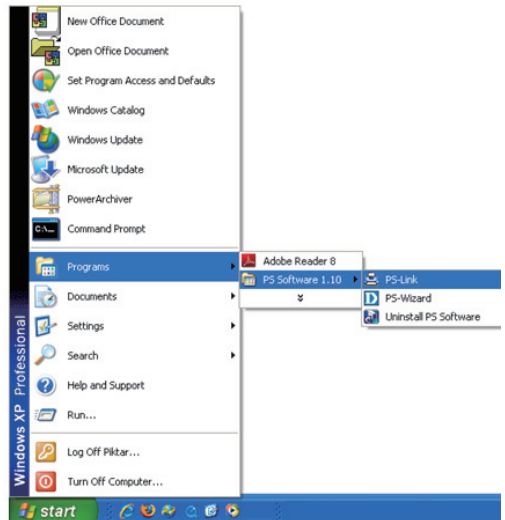 New Office Document
Open Office Document
Set Program Access and Defaults
Windows Catalog
Windows Update
Microsoft Update
PowerArchiver
Command Prompt
Programs
Documents
Settings
Search
Help and Support
Run...
Log Off Piktar...
Turn Off Computer...
Adobe Reader 8
PS Software 1.10
PS-Link
PS-Wizard
Uninstall PS Software
Windows XP Professional
start